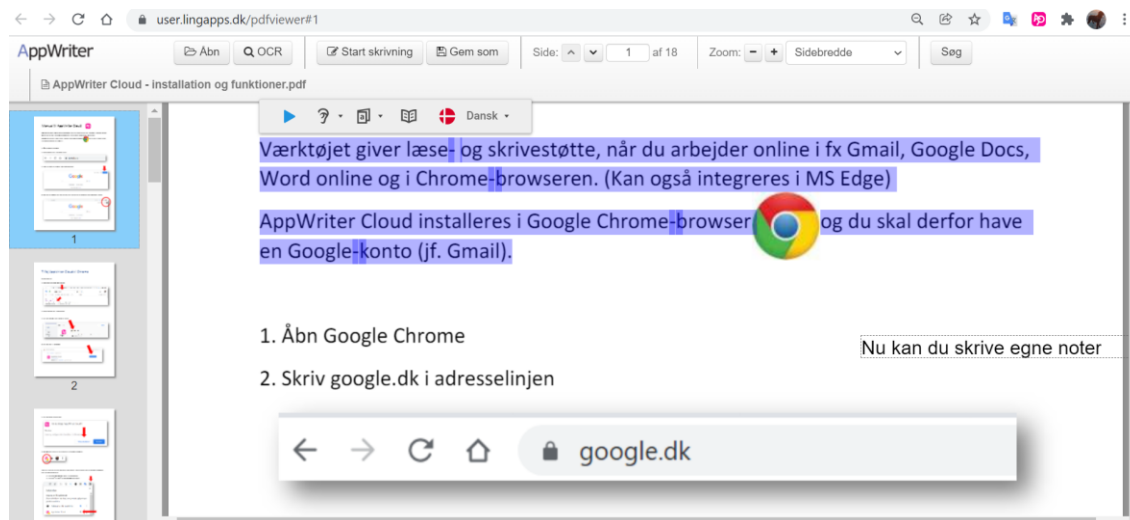 user.lingapps.dk/pdfviewer#1
AppWriter
Åbn
OCR
Start skrivning
Gem som
Side: 1 af 18
Zoom: - + Sidebredde
Søg
AppWriter Cloud - installation og funktioner.pdf
Dansk
Værktøjet giver læse- og skrivestøtte, når du arbejder online i fx Gmail, Google Docs,
Word online og i Chrome-browseren. (Kan også integreres i MS Edge)
AppWriter Cloud installeres i Google Chrome-browser og du skal derfor have
en Google-konto (jf. Gmail).
1. Åbn Google Chrome
Nu kan du skrive egne noter
2. Skriv google.dk i adresselinjen
google.dk
1
2